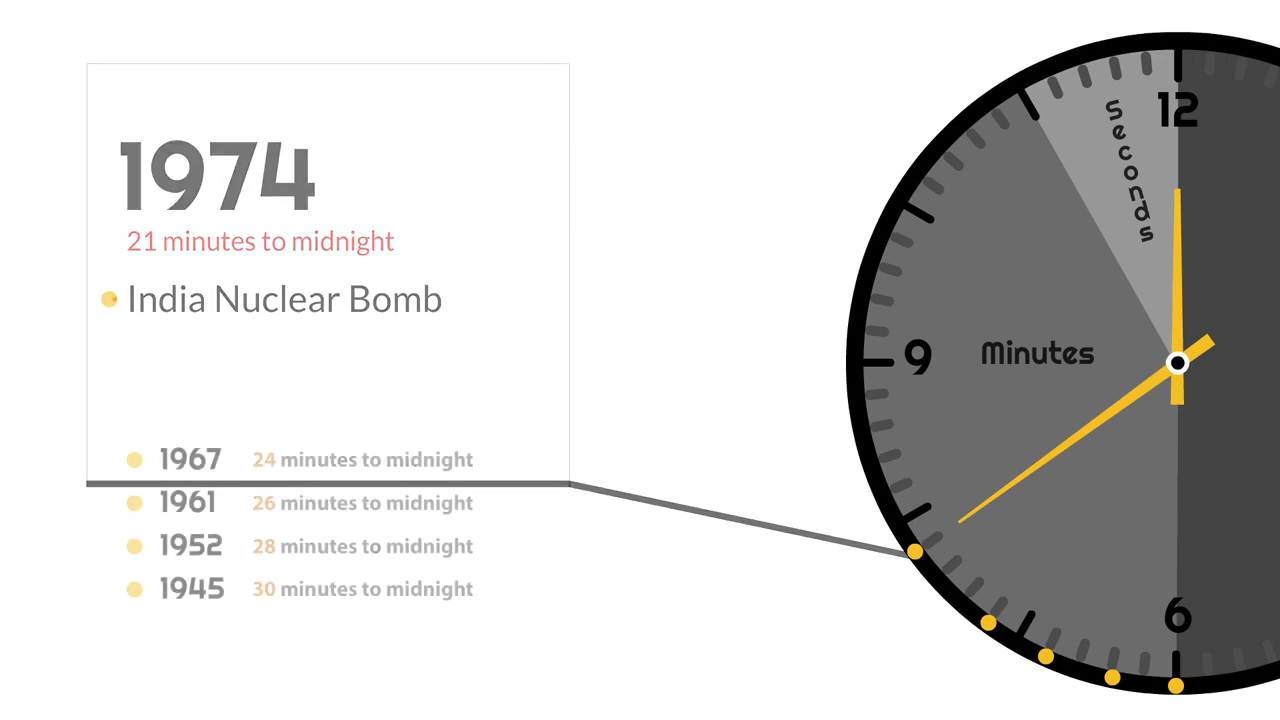 1974
21 minutes to midnight
India Nuclear Bomb
1967 24 minutes to midnight
1961 26 minutes to midnight
1952 28 minutes to midnight
1945 30 minutes to midnight
12
Seconds
9
Minutes
6